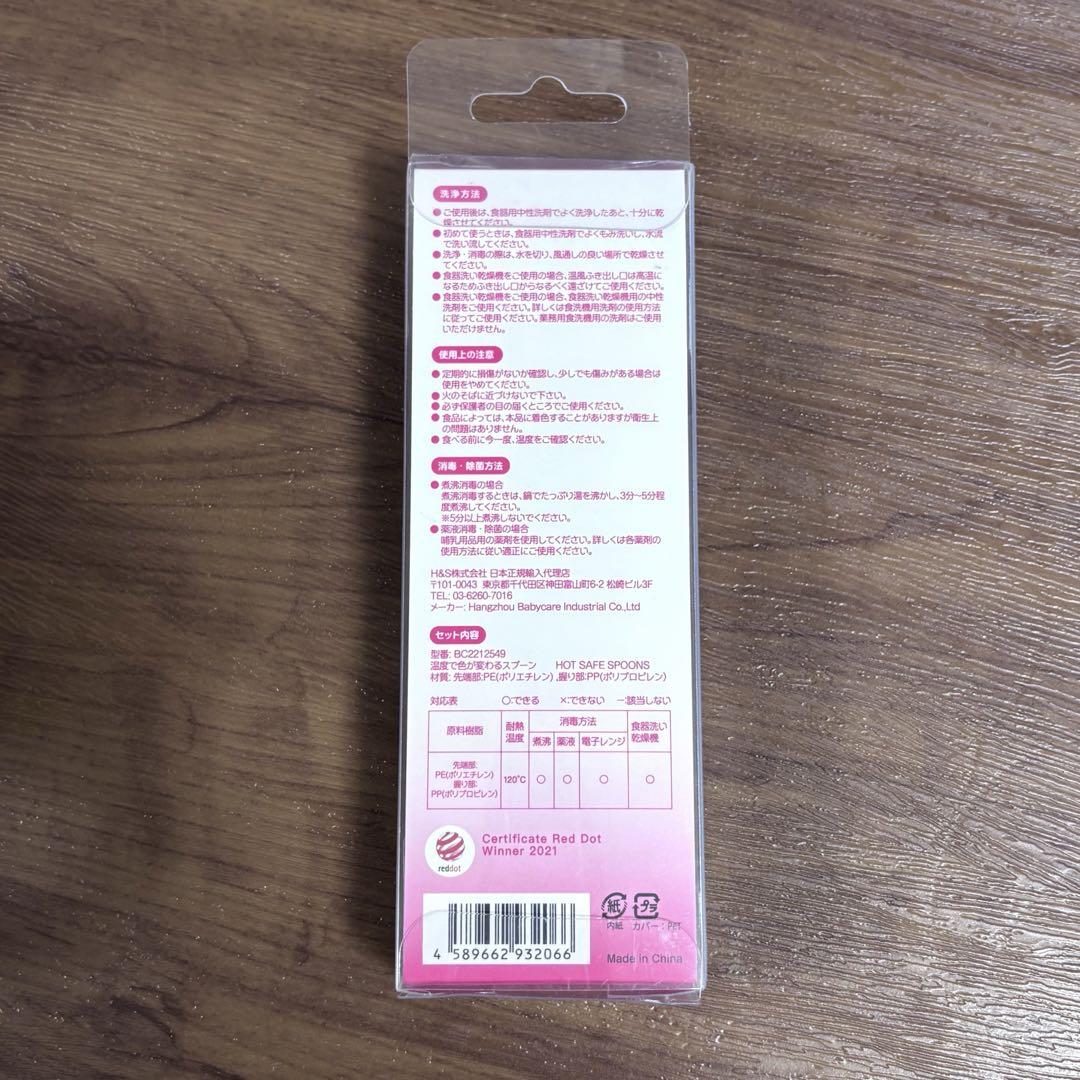 洗浄方法
●ご使用後は、食器用中性洗剤でよく洗浄したあと、十分に乾
燥させてください。
●初めて使うときは、食器用中性洗剤でよくもみ洗いし、水流
で洗い流してください。
●洗浄・消毒の際は、水を切り、風通しの良い場所で乾燥させ
てください。
●食器洗い乾燥機をご使用の場合、温風ふき出し口は高温に
なるためふき出し口からなるべく遠ざけてご使用ください。
●食器洗い乾燥機をご使用の場合、食器洗い乾燥機用の中性
洗剤をご使用ください。詳しくは食洗機用洗剤の使用方法
に従ってご使用ください。業務用食洗機用の洗剤はご使用
いただけません。
使用上の注意
●定期的に損傷がないか確認し、少しでも傷みがある場合は
使用をやめてください。
●火のそばに近づけないで下さい。
●必ず保護者の目の届くところでご使用ください。
●食品によっては、本品に着色することがありますが衛生上
の問題はありません。
●食べる前に今一度、温度をご確認ください。
消毒・除菌方法
●煮沸消毒の場合
煮沸消毒するときは、鍋でたっぷり湯を沸かし、3分〜5分程
度煮沸してください。
※5分以上煮沸しないでください。
●薬液消毒・除菌の場合
哺乳用品用の薬剤を使用してください。詳しくは各薬剤の
使用方法に従い適正にご使用ください。
H&S株式会社 日本正規輸入代理店
〒101-0043 東京都千代田区神田富山町6-2 松崎ビル3F
TEL: 03-6260-7016
メーカー: Hangzhou Babycare Industrial Co.,Ltd
セット内容
型番: BC2212549
温度で色が変わるスプーン HOT SAFE SPOONS
材質: 先端部:PE(ポリエチレン),握り部:PP(ポリプロピレン)
対応表 〇:できる ×:できない −:該当しない
原料樹脂 耐熱温度 消毒方法 食器洗い乾燥機
煮沸 薬液 電子レンジ
先端部:
PE(ポリエチレン)
握り部:
PP(ポリプロピレン)
120℃ 〇 〇 〇 〇
reddot
Certificate Red Dot
Winner 2021
4 589662 932066
紙 プラ
内紙 カバー:PET
Made in China